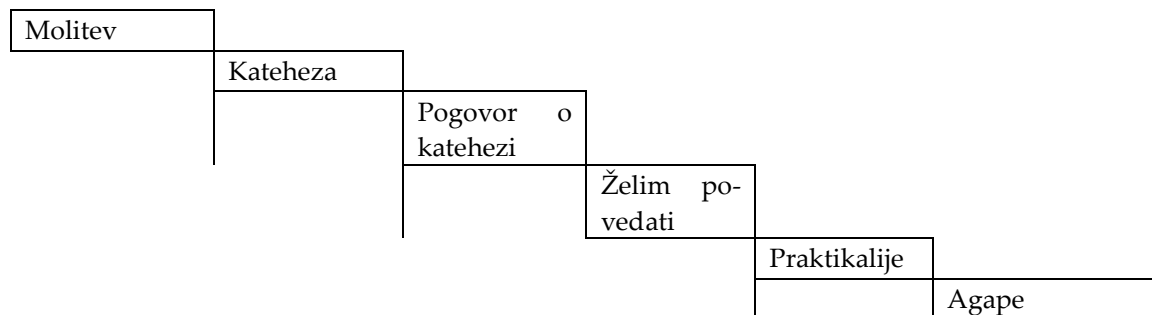 Molitev
Kateheza
Pogovor o
katehezi
Želim po-
vedati
Praktikalije
Agape